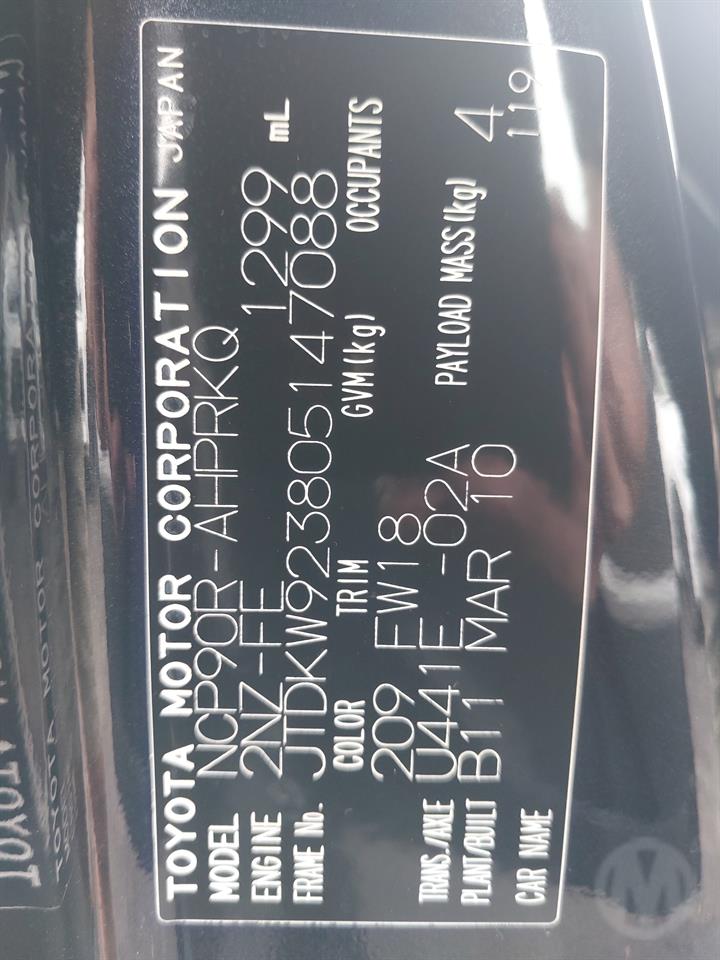 TOYOTA MOTOR CORPORATION JAPAN
MODEL NCP90R-AHPRKQ
ENGINE 2NZ-FE 1299 mL
FRAME No. JTDKW923805147088
COLOR TRIM GVM(kg) OCCUPANTS
209 FW18
TRANS./AXLE U441E -02A PAYLOAD MASS(kg) 4
PLANT/BUILT B11 MAR 10 119
CAR NAME
M